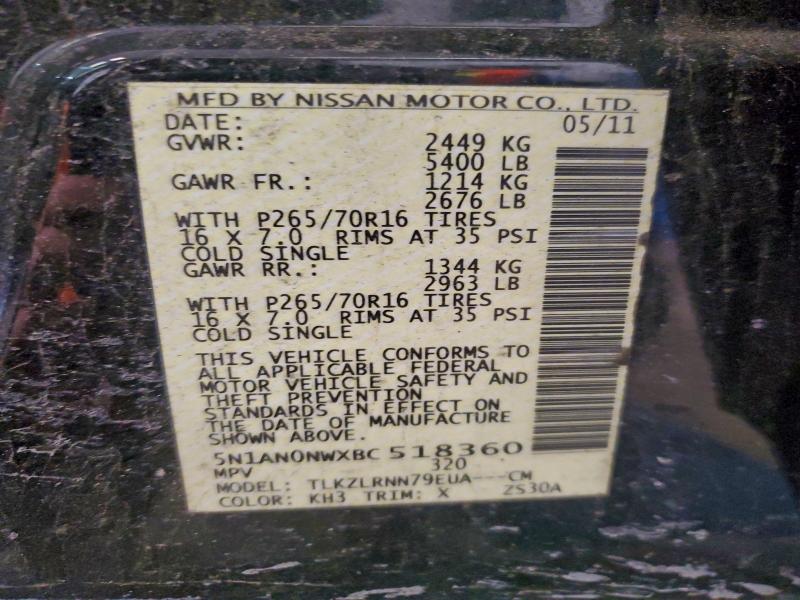 MFD BY NISSAN MOTOR CO., LTD.
DATE: 05/11
GVWR: 2449 KG
5400 LB
GAWR FR.: 1214 KG
2676 LB
WITH P265/70R16 TIRES
16 X 7.0 RIMS AT 35 PSI
COLD SINGLE
GAWR RR.: 1344 KG
2963 LB
WITH P265/70R16 TIRES
16 X 7.0 RIMS AT 35 PSI
COLD SINGLE
THIS VEHICLE CONFORMS TO
ALL APPLICABLE FEDERAL
MOTOR VEHICLE SAFETY AND
THEFT PREVENTION
STANDARDS IN EFFECT ON
THE DATE OF MANUFACTURE
SHOWN ABOVE.
5N1AN0NWXBC 518360
MPV 320
MODEL: TLKZLRNN79EUA---CM
COLOR: KH3 TRIM: X ZS30A